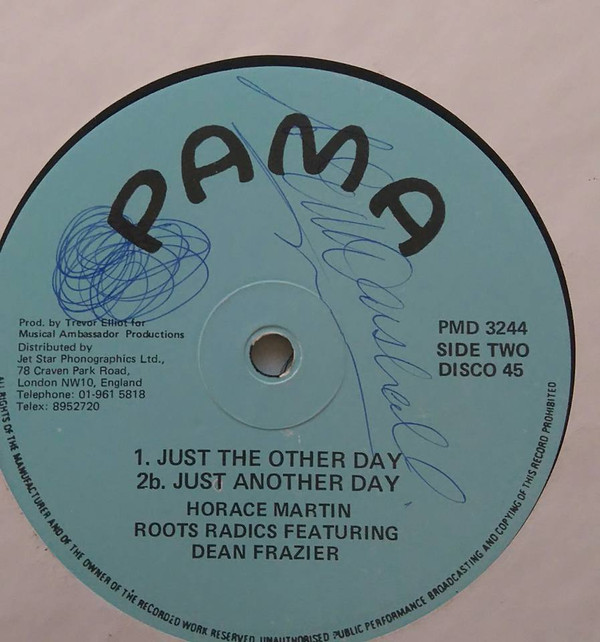 PAMA
Prod. by Trevor Elliot for
Musical Ambassador Productions
Distributed by
Jet Star Phonographics Ltd.,
78 Craven Park Road,
London NW10, England
Telephone: 01-961 5818
Telex: 8952720
PMD 3244
SIDE TWO
DISCO 45
1. JUST THE OTHER DAY
2b. JUST ANOTHER DAY
HORACE MARTIN
ROOTS RADICS FEATURING
DEAN FRAZIER
ALL RIGHTS OF THE MANUFACTURER AND OF THE OWNER OF THE RECORDED WORK RESERVED. UNAUTHORISED PUBLIC PERFORMANCE BROADCASTING AND COPYING OF THIS RECORD PROHIBITED